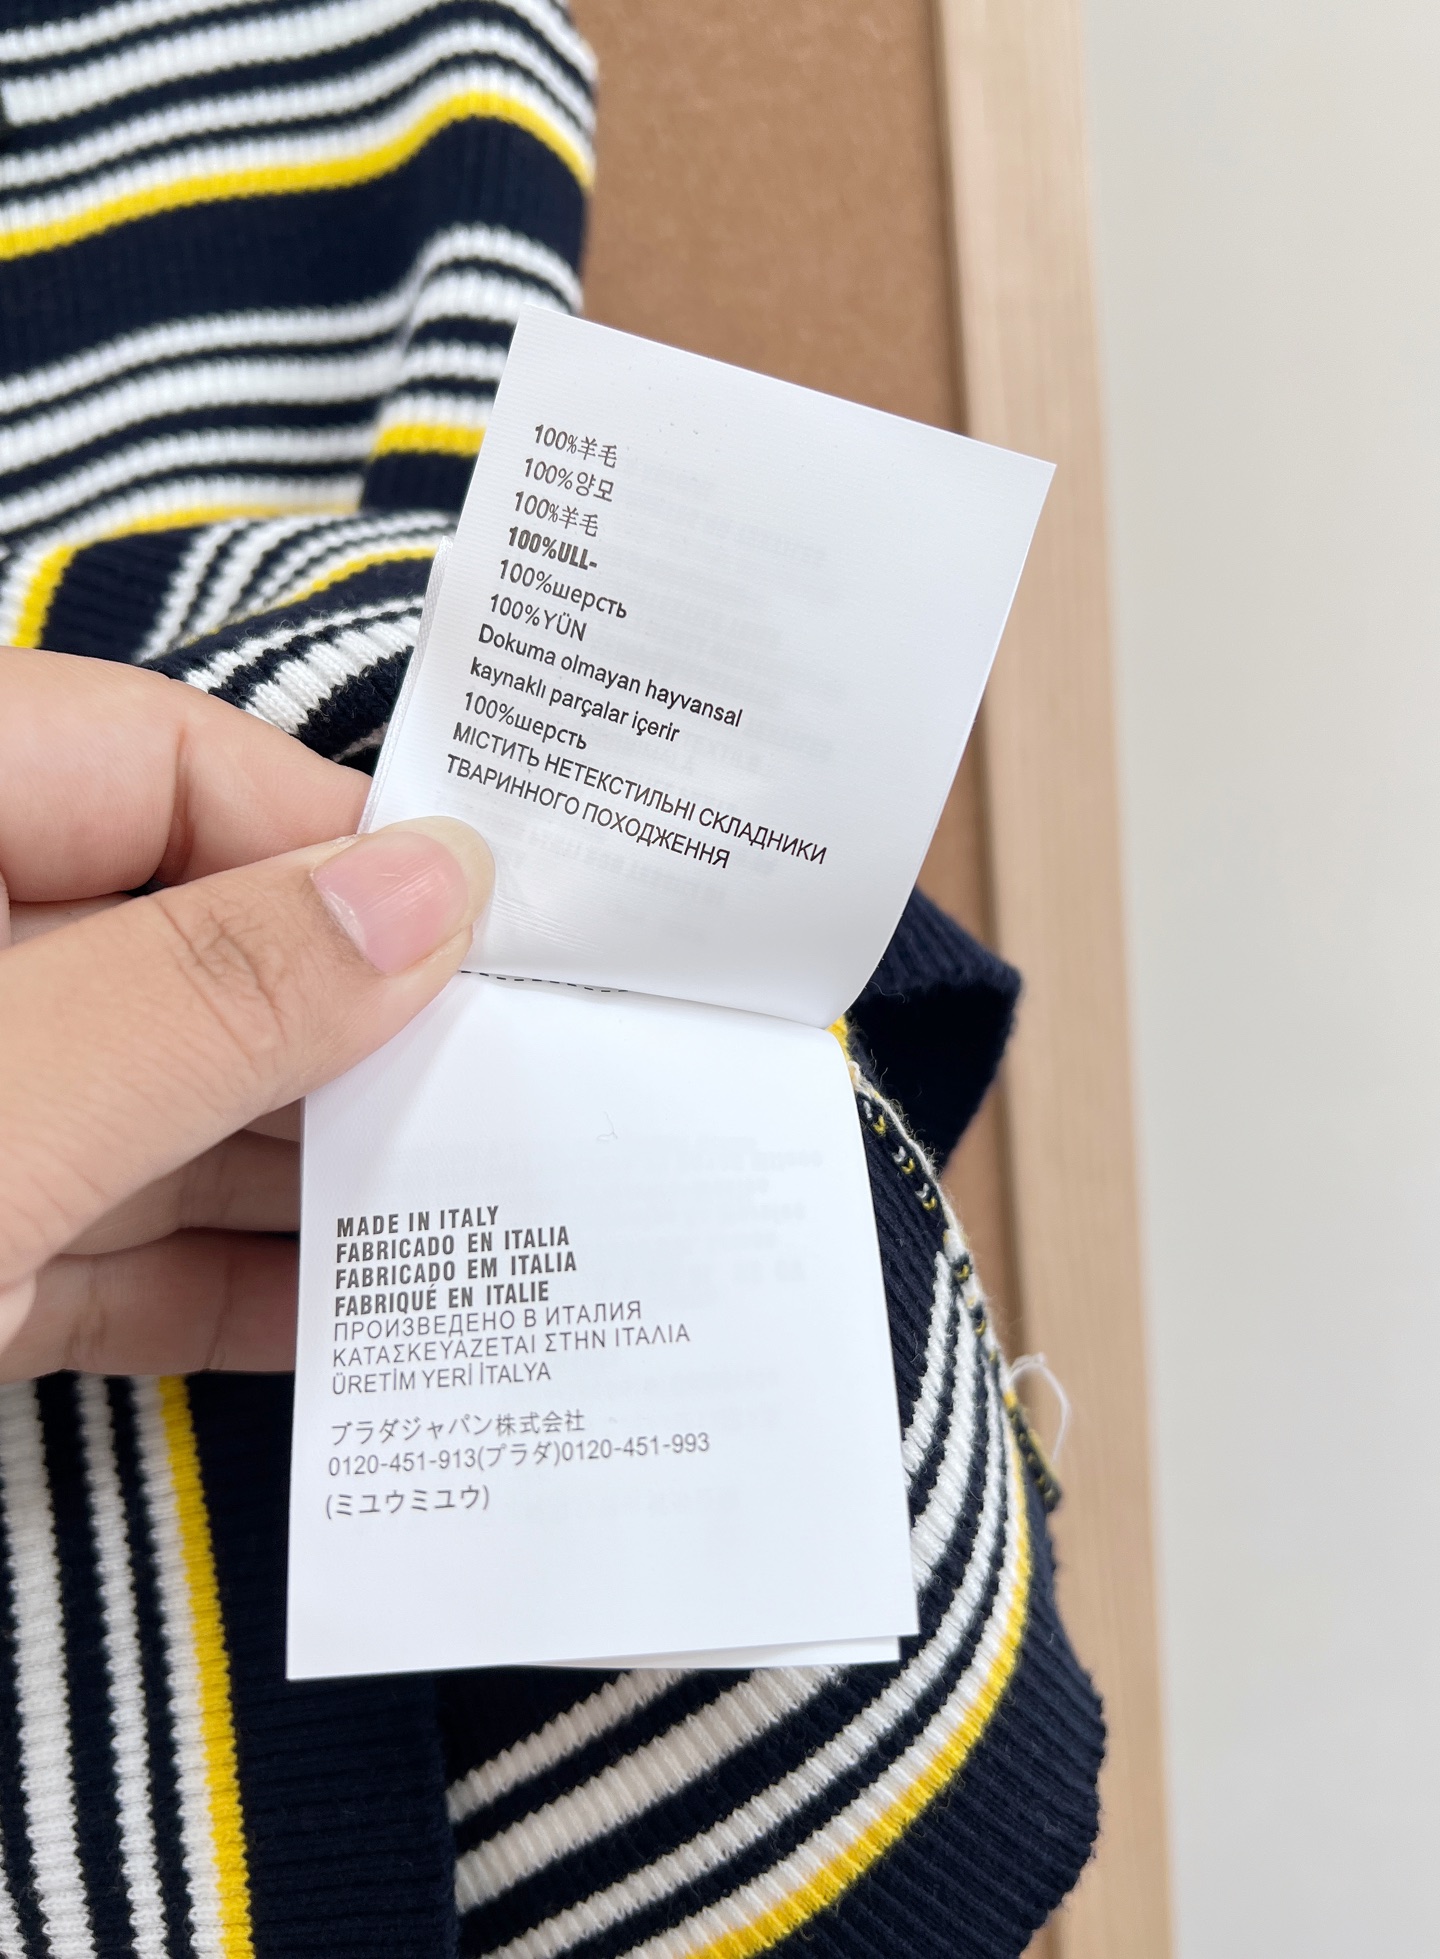 100%羊毛
100%양모
100%羊毛
100%ULL-
100%шерсть
100%YÜN
Dokuma olmayan hayvansal
kaynaklı parçalar içerir
100%шерсть
МІСТИТЬ НЕТЕКСТИЛЬНІ СКЛАДНИКИ
ТВАРИННОГО ПОХОДЖЕННЯ
MADE IN ITALY
FABRICADO EN ITALIA
FABRICADO EM ITALIA
FABRIQUÉ EN ITALIE
ПРОИЗВЕДЕНО В ИТАЛИЯ
ΚΑΤΑΣΚΕΥΑΖΕΤΑΙ ΣΤΗΝ ΙΤΑΛΙΑ
ÜRETİM YERİ İTALYA
プラダジャパン株式会社
0120-451-913(プラダ)0120-451-993
(ミユウミユウ)